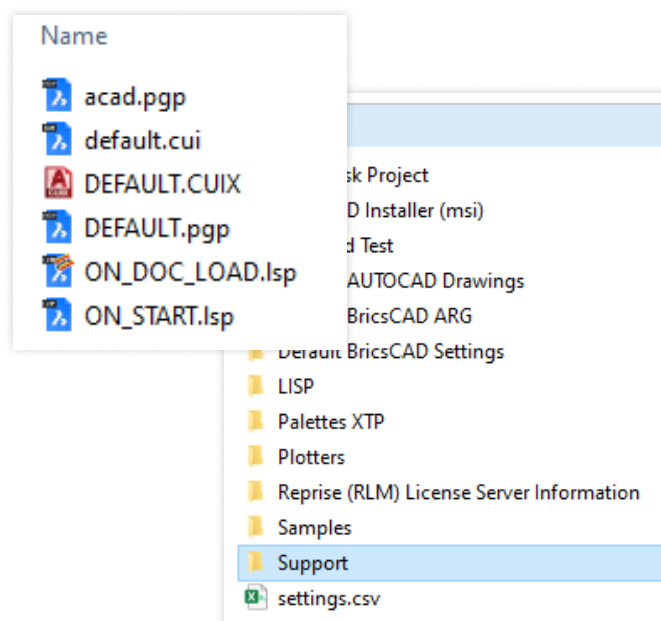 Name
acad.pgp
default.cui
DEFAULT.CUIX
DEFAULT.pgp
ON_DOC_LOAD.lsp
ON_START.lsp
Project
Installer (msi)
Test
AUTOCAD Drawings
BricsCAD ARG
Default BricsCAD Settings
LISP
Palettes XTP
Plotters
Reprise (RLM) License Server Information
Samples
Support
settings.csv